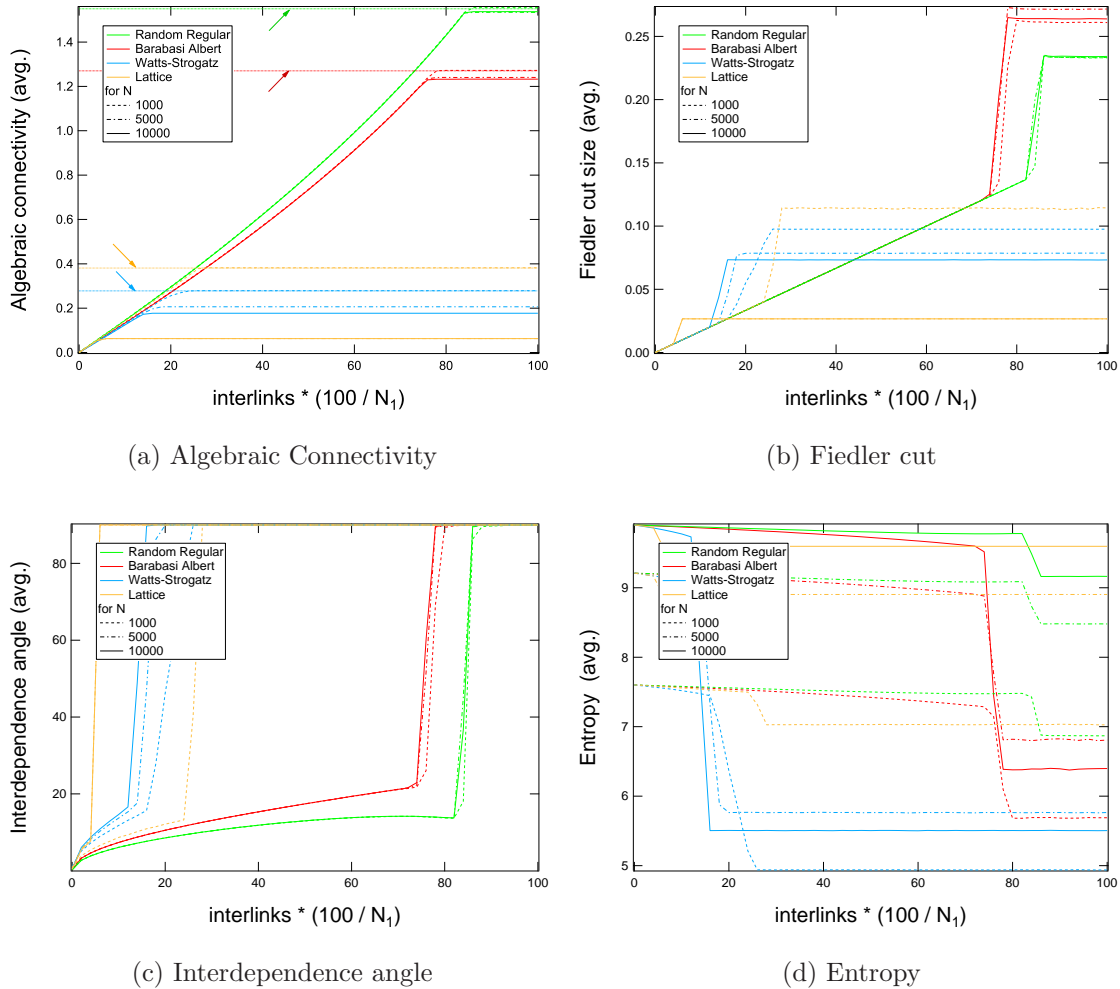 Algebraic connectivity (avg.)
1.4
1.2
1.0
0.8
0.6
0.4
0.2
0.0
Random Regular
Barabasi Albert
Watts-Strogatz
Lattice
for N
1000
5000
10000
0
20
40
60
80
100
interlinks * (100 / N₁)
(a) Algebraic Connectivity
Fiedler cut size (avg.)
0.25
0.20
0.15
0.10
0.05
0.00
Random Regular
Barabasi Albert
Watts-Strogatz
Lattice
for N
1000
5000
10000
0
20
40
60
80
100
interlinks * (100 / N₁)
(b) Fiedler cut
Interdependence angle (avg.)
80
60
40
20
Random Regular
Barabasi Albert
Watts-Strogatz
Lattice
for N
1000
5000
10000
0
20
40
60
80
100
interlinks * (100 / N₁)
(c) Interdependence angle
Entropy (avg.)
9
8
7
6
5
Random Regular
Barabasi Albert
Watts-Strogatz
Lattice
for N
1000
5000
10000
0
20
40
60
80
100
interlinks * (100 / N₁)
(d) Entropy